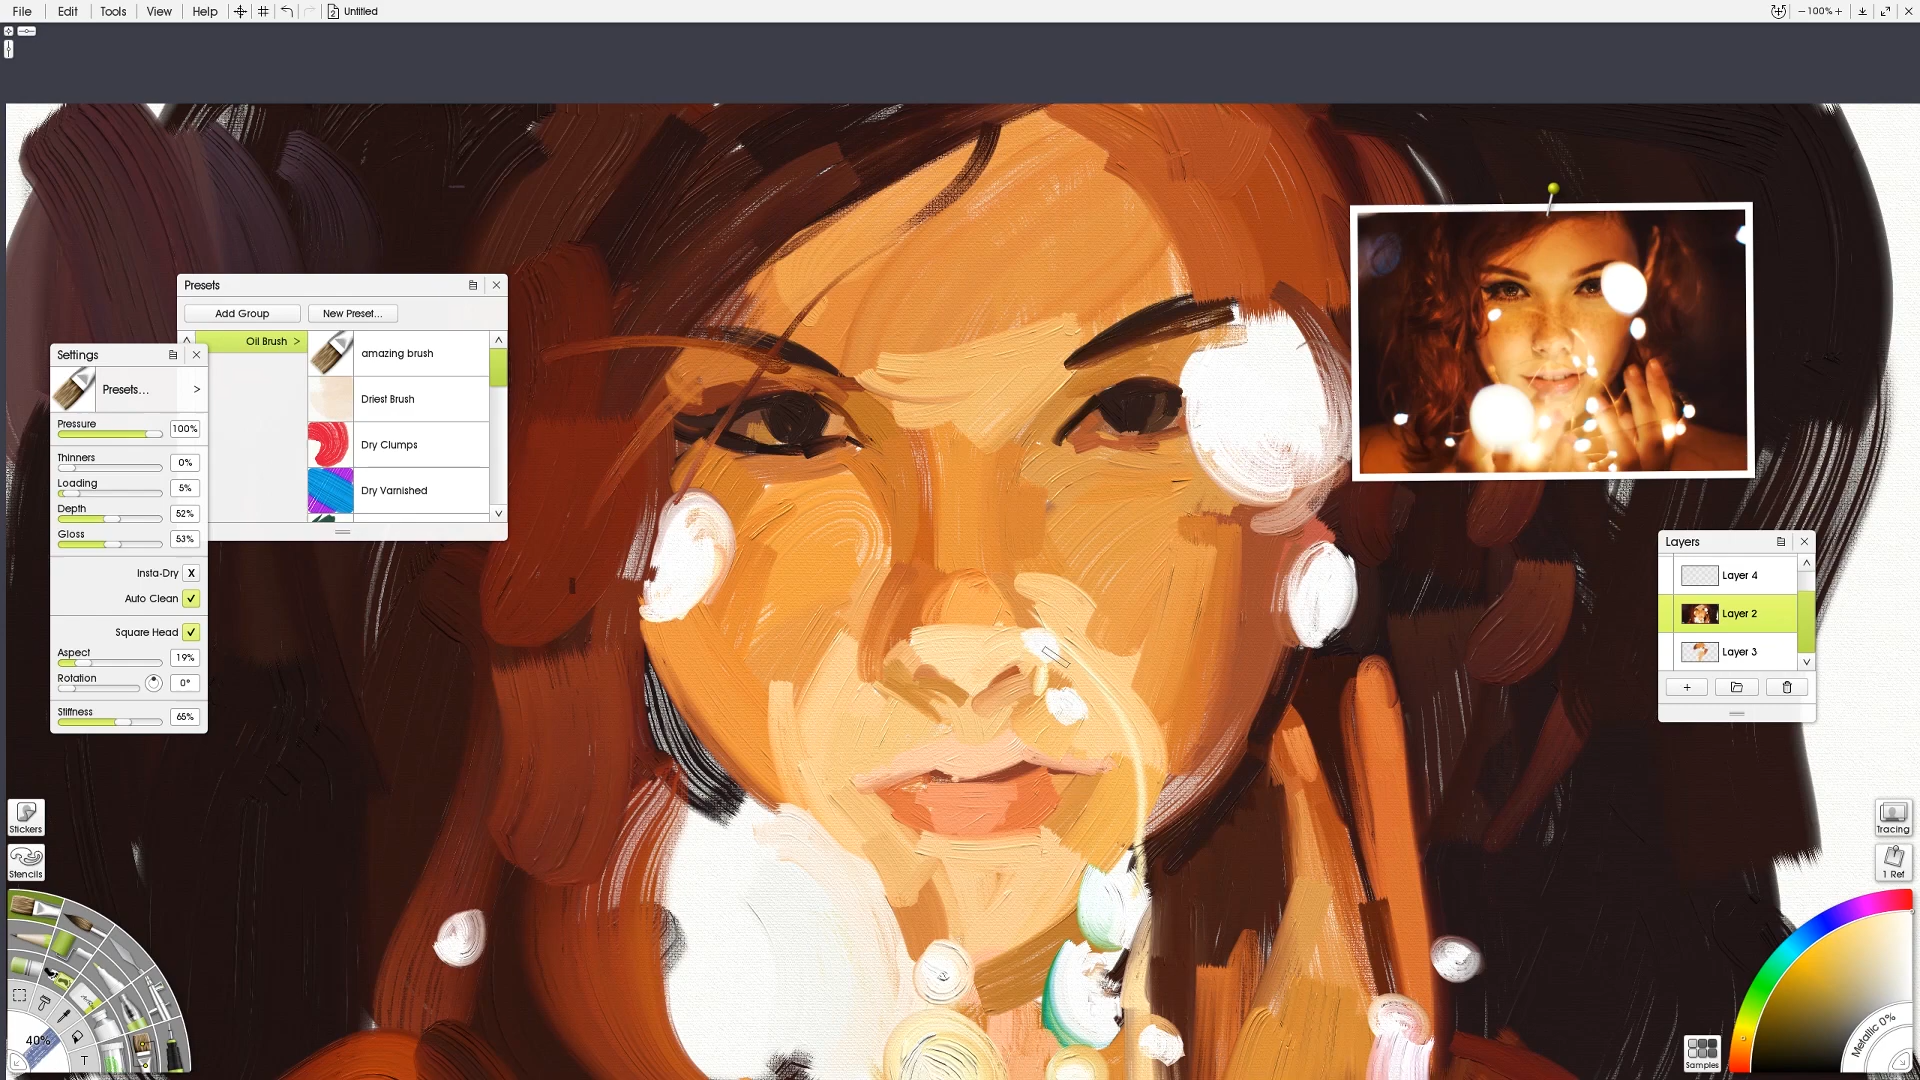 File Edit Tools View Help Untitled
2
−100%+
Presets
Add Group New Preset...
Oil Brush >
amazing brush
Driest Brush
Dry Clumps
Dry Varnished
Settings
Presets... >
Pressure 100%
Thinners 0%
Loading 5%
Depth 52%
Gloss 53%
Insta-Dry X
Auto Clean
Square Head
Aspect 19%
Rotation 0°
Stiffness 65%
Layers
Layer 4
Layer 2
Layer 3
+
Stickers
Stencils
40%
T
Tracing
1 Ref
Samples
Metallic 0%